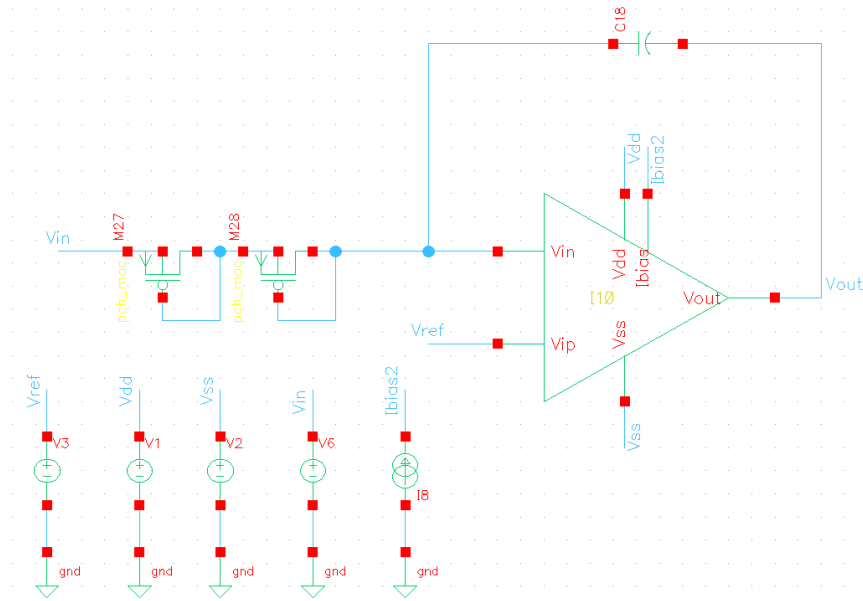 C18
Vdd
Ibias2
Vin
M27
pch_mac
M28
pch_mac
Vin
Vdd
Ibias
I10
Vout
Vout
Vref
Vip
Vss
Vss
Vref
Vdd
Vss
Vin
Ibias2
V3
V1
V2
V6
I8
gnd
gnd
gnd
gnd
gnd